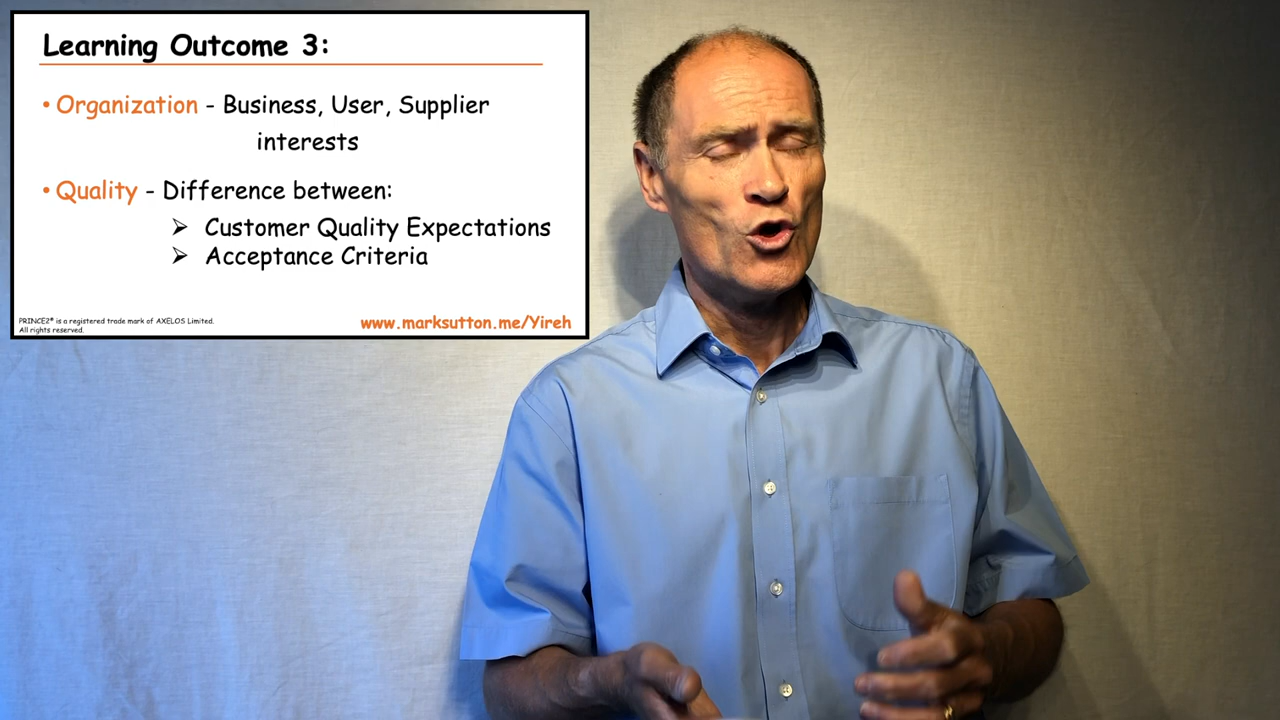 Learning Outcome 3:
• Organization - Business, User, Supplier
interests
• Quality - Difference between:
➢ Customer Quality Expectations
➢ Acceptance Criteria
PRINCE2® is a registered trade mark of AXELOS Limited.
All rights reserved.
www.marksutton.me/Yireh